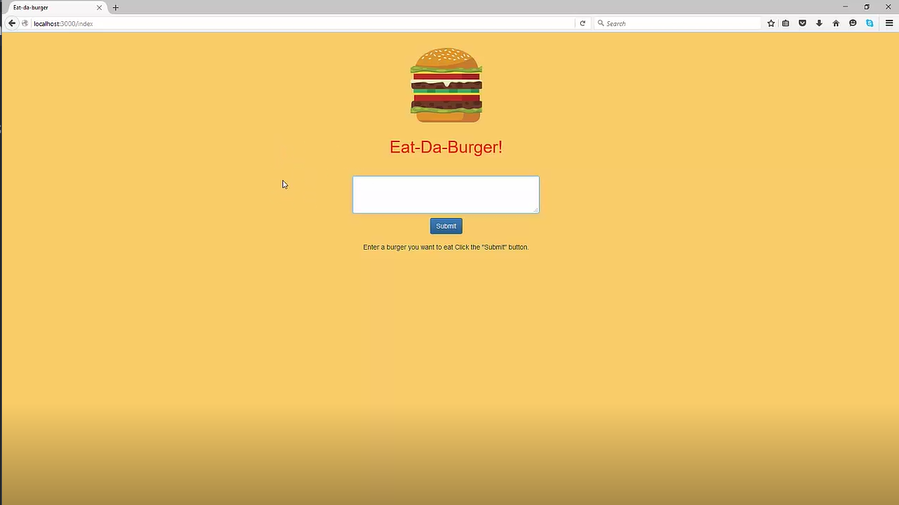 Eat-da-burger
localhost:3000/index
Search
Eat-Da-Burger!
Submit
Enter a burger you want to eat Click the "Submit" button.